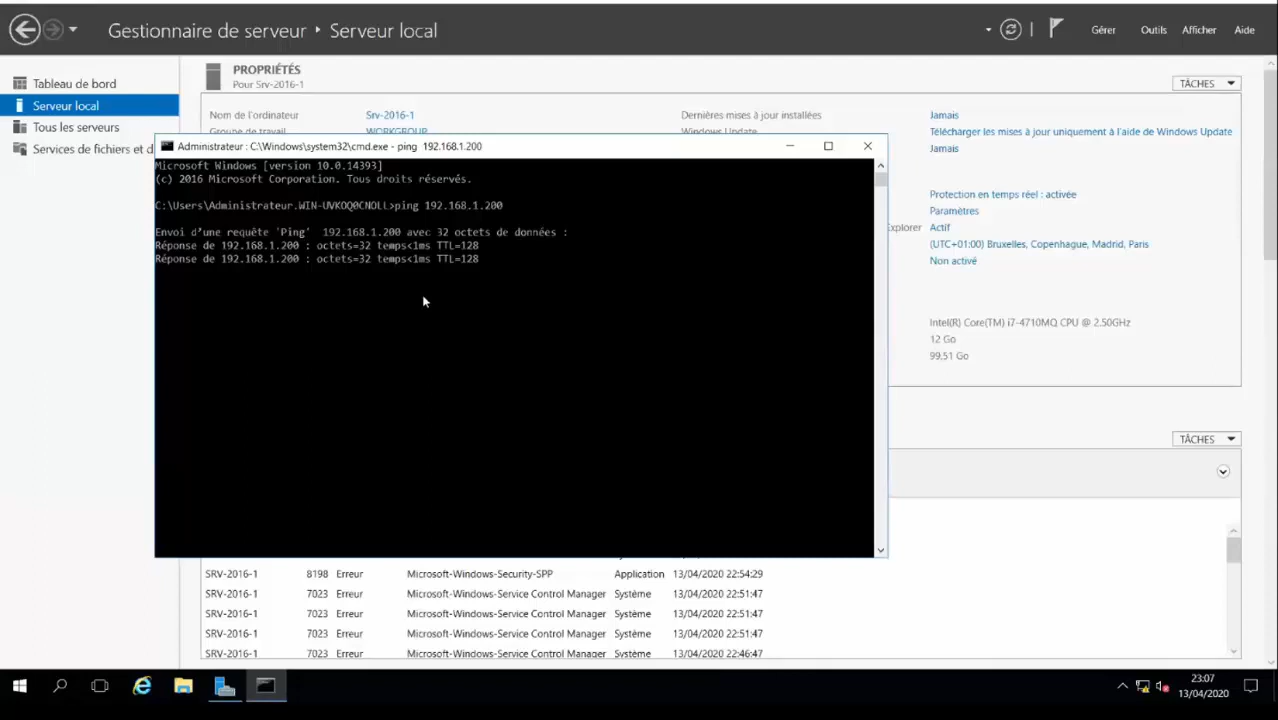 Gestionnaire de serveur ‣ Serveur local
Gérer Outils Afficher Aide
Tableau de bord
Serveur local
Tous les serveurs
Services de fichiers et d
PROPRIÉTÉS
Pour Srv-2016-1
TÂCHES
Nom de l'ordinateur Srv-2016-1 Dernières mises à jour installées Jamais
Groupe de travail WORKGROUP Windows Update Télécharger les mises à jour uniquement à l'aide de Windows Update
Jamais
Protection en temps réel : activée
Paramètres
Explorer Actif
(UTC+01:00) Bruxelles, Copenhague, Madrid, Paris
Non activé
Intel(R) Core(TM) i7-4710MQ CPU @ 2.50GHz
12 Go
99,51 Go
Administrateur : C:\Windows\system32\cmd.exe - ping 192.168.1.200
Microsoft Windows [version 10.0.14393]
(c) 2016 Microsoft Corporation. Tous droits réservés.
C:\Users\Administrateur.WIN-UVKOQ0CNOLL>ping 192.168.1.200
Envoi d'une requête 'Ping'  192.168.1.200 avec 32 octets de données :
Réponse de 192.168.1.200 : octets=32 temps<1ms TTL=128
Réponse de 192.168.1.200 : octets=32 temps<1ms TTL=128
TÂCHES
SRV-2016-1 8198 Erreur Microsoft-Windows-Security-SPP Application 13/04/2020 22:54:29
SRV-2016-1 7023 Erreur Microsoft-Windows-Service Control Manager Système 13/04/2020 22:51:47
SRV-2016-1 7023 Erreur Microsoft-Windows-Service Control Manager Système 13/04/2020 22:51:47
SRV-2016-1 7023 Erreur Microsoft-Windows-Service Control Manager Système 13/04/2020 22:51:47
SRV-2016-1 7023 Erreur Microsoft-Windows-Service Control Manager Système 13/04/2020 22:46:47
23:07
13/04/2020